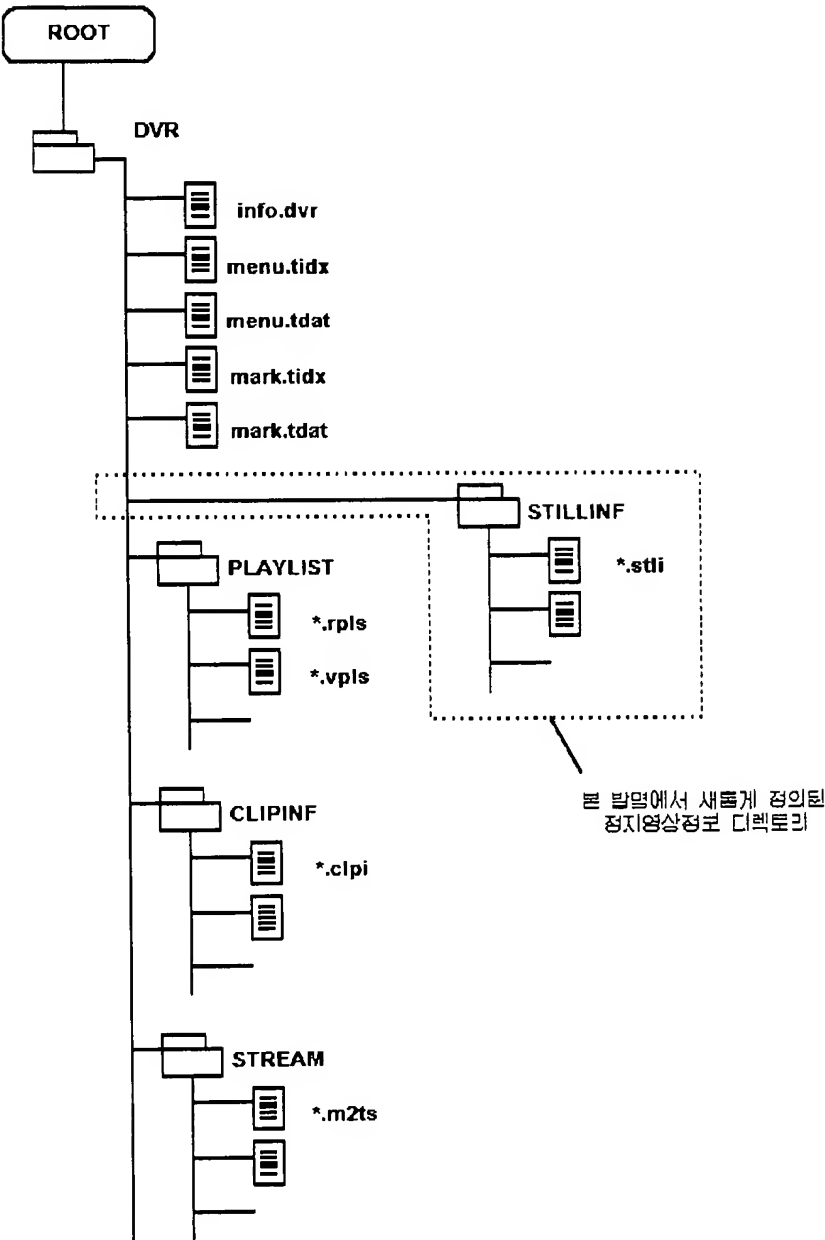 ROOT
DVR
info.dvr
menu.tidx
menu.tdat
mark.tidx
mark.tdat
STILLINF
*.stli
PLAYLIST
*.rpls
*.vpls
본 발명에서 새롭게 정의된
정지영상정보 디렉토리
CLIPINF
*.clpi
STREAM
*.m2ts